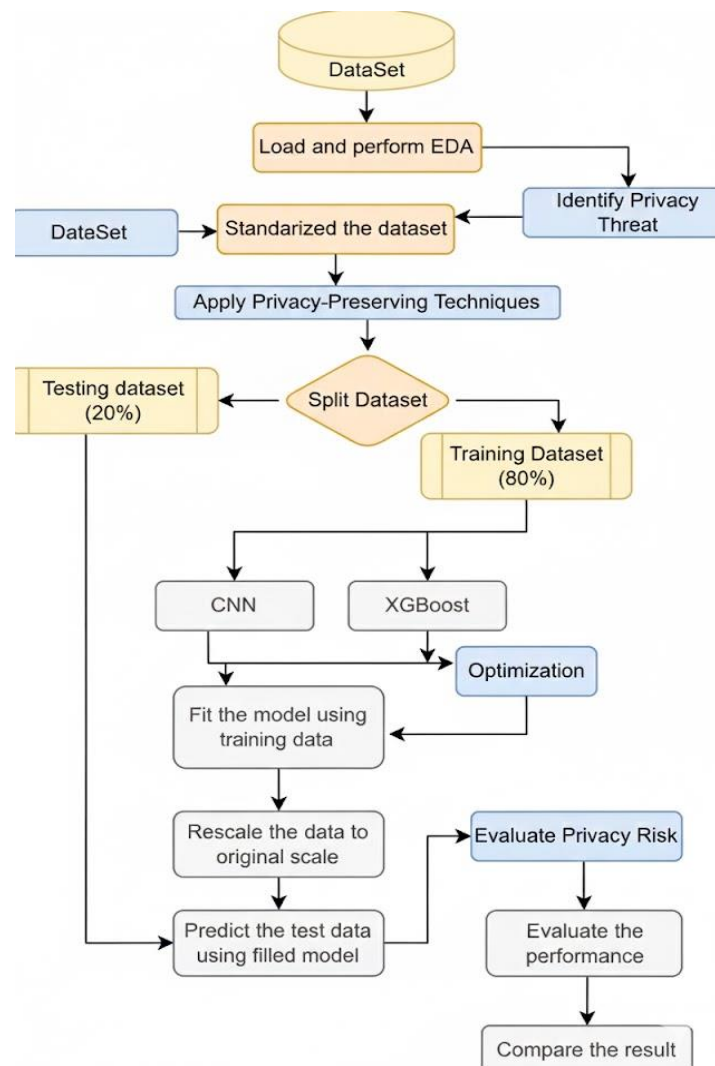 DataSet
Load and perform EDA
Identify Privacy
Threat
DateSet
Standarized the dataset
Apply Privacy-Preserving Techniques
Testing dataset
(20%)
Split Dataset
Training Dataset
(80%)
CNN
XGBoost
Optimization
Fit the model using
training data
Rescale the data to
original scale
Evaluate Privacy Risk
Predict the test data
using filled model
Evaluate the
performance
Compare the result